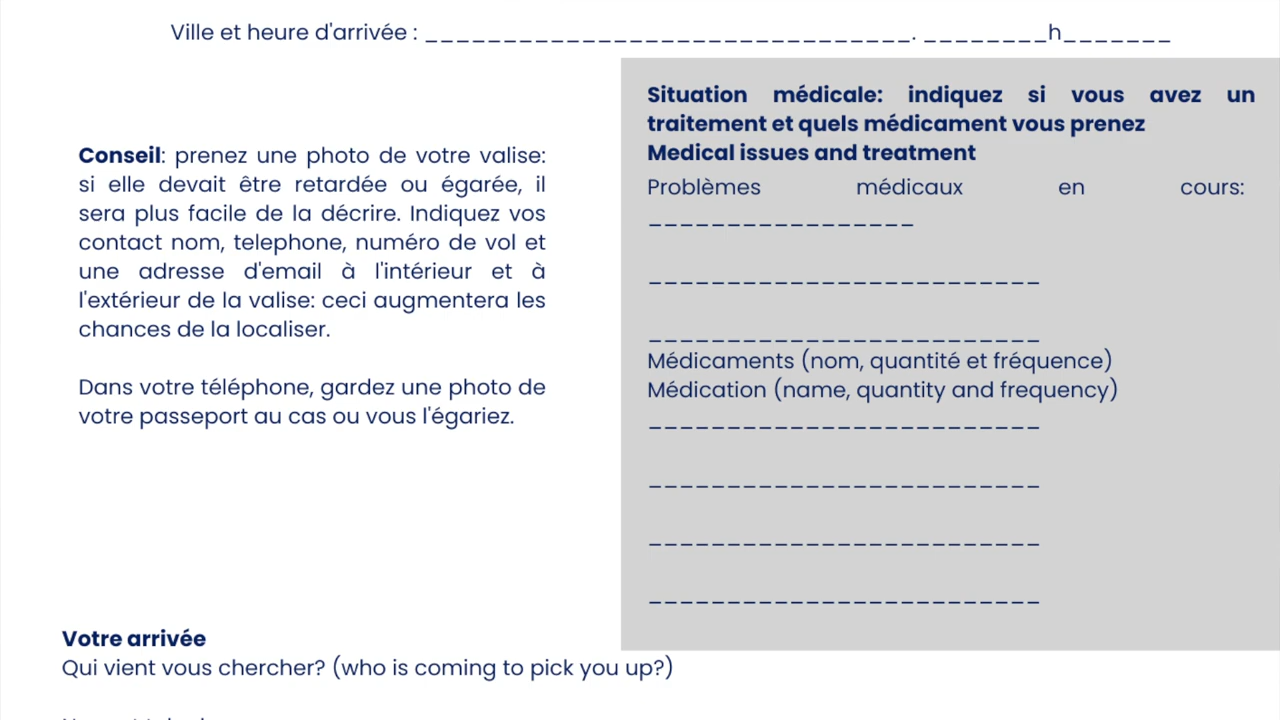 Ville et heure d'arrivée : _______________________________. ________h_______
Conseil: prenez une photo de votre valise:
si elle devait être retardée ou égarée, il
sera plus facile de la décrire. Indiquez vos
contact nom, telephone, numéro de vol et
une adresse d'email à l'intérieur et à
l'extérieur de la valise: ceci augmentera les
chances de la localiser.
Dans votre téléphone, gardez une photo de
votre passeport au cas ou vous l'égariez.
Situation médicale: indiquez si vous avez un
traitement et quels médicament vous prenez
Medical issues and treatment
Problèmes médicaux en cours:
_________________
_________________________
_________________________
Médicaments (nom, quantité et fréquence)
Médication (name, quantity and frequency)
_________________________
_________________________
_________________________
_________________________
Votre arrivée
Qui vient vous chercher? (who is coming to pick you up?)